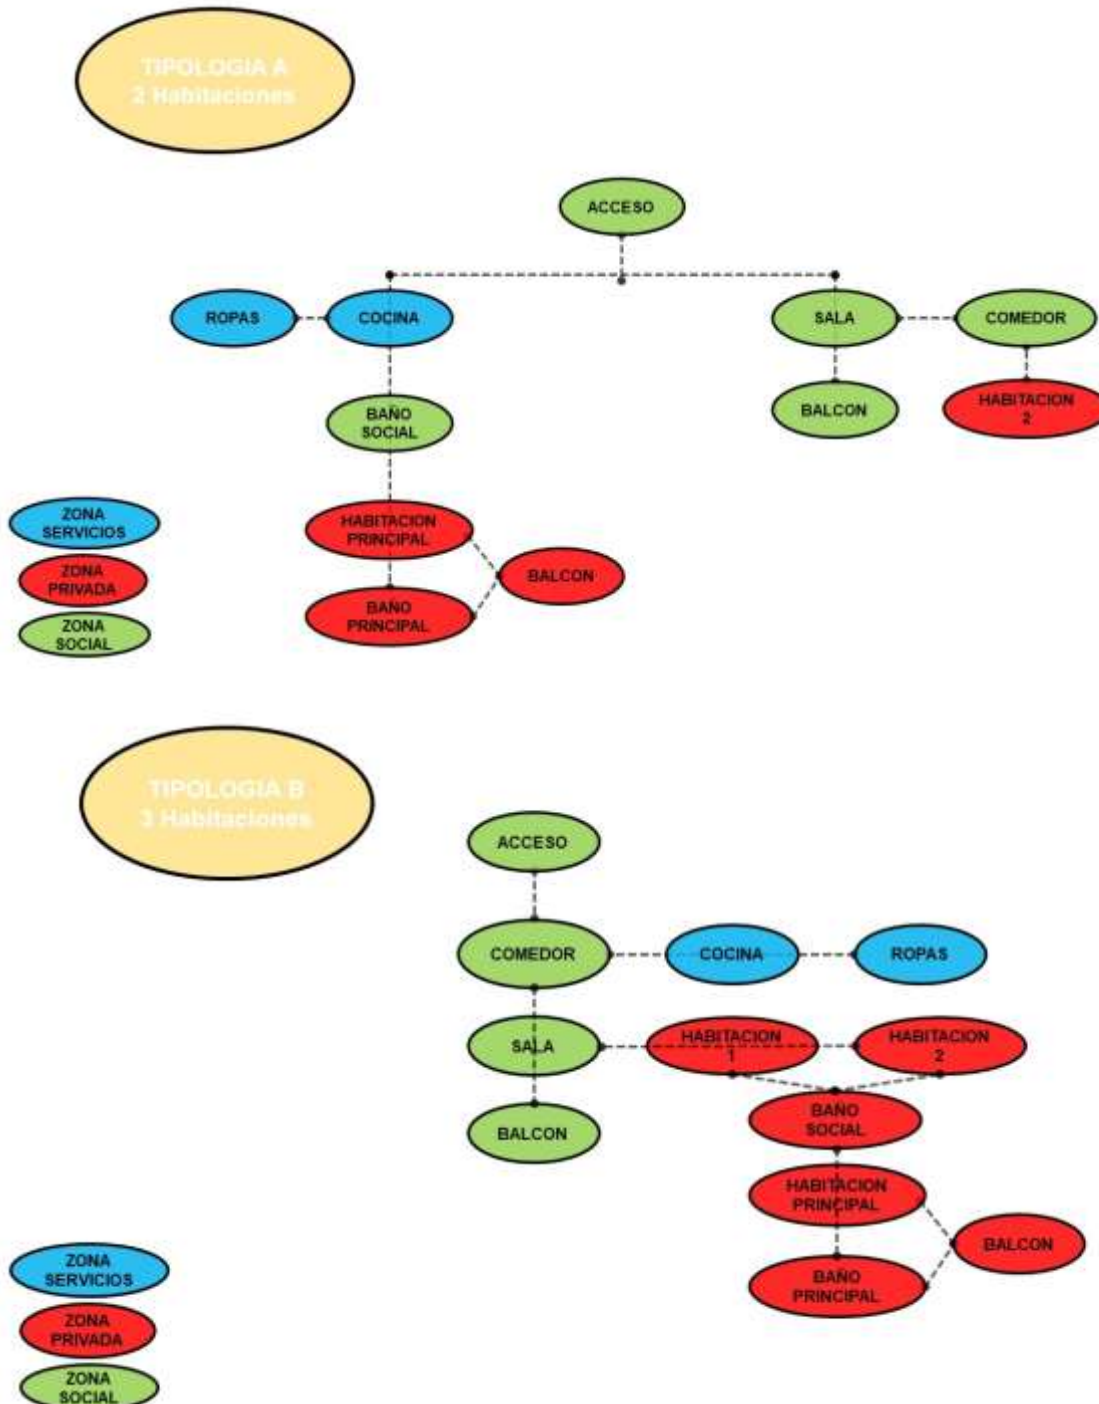 TIPOLOGIA A
2 Habitaciones
ACCESO
ROPAS
COCINA
SALA
COMEDOR
BAÑO
SOCIAL
BALCON
HABITACION
2
ZONA
SERVICIOS
HABITACION
PRINCIPAL
ZONA
PRIVADA
BALCON
BAÑO
PRINCIPAL
ZONA
SOCIAL
TIPOLOGIA B
3 Habitaciones
ACCESO
COMEDOR
COCINA
ROPAS
SALA
HABITACION
1
HABITACION
2
BALCON
BAÑO
SOCIAL
HABITACION
PRINCIPAL
BALCON
BAÑO
PRINCIPAL
ZONA
SERVICIOS
ZONA
PRIVADA
ZONA
SOCIAL